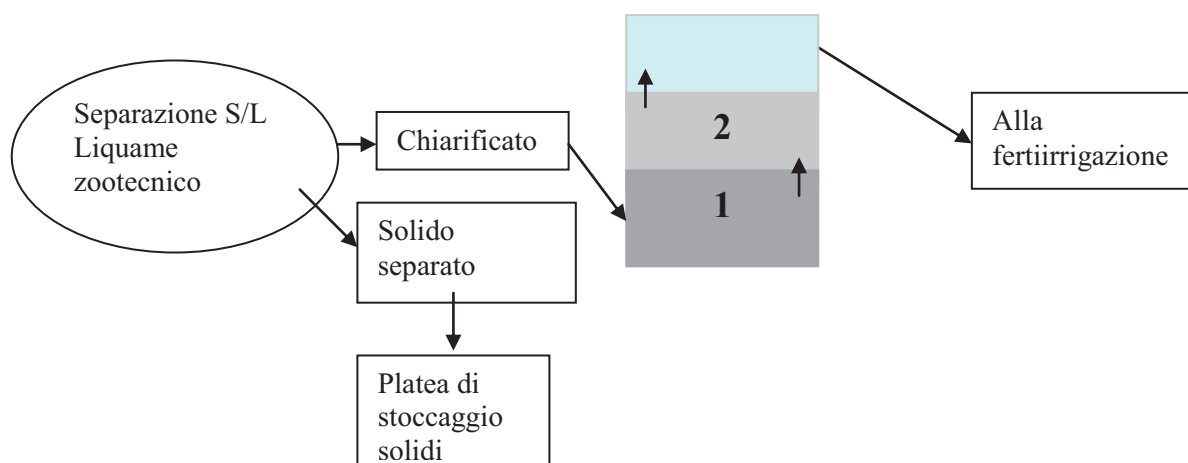 Separazione S/L
Liquame
zootecnico
Chiarificato
Solido
separato
Platea di
stoccaggio
solidi
2
1
Alla
fertiirrigazione